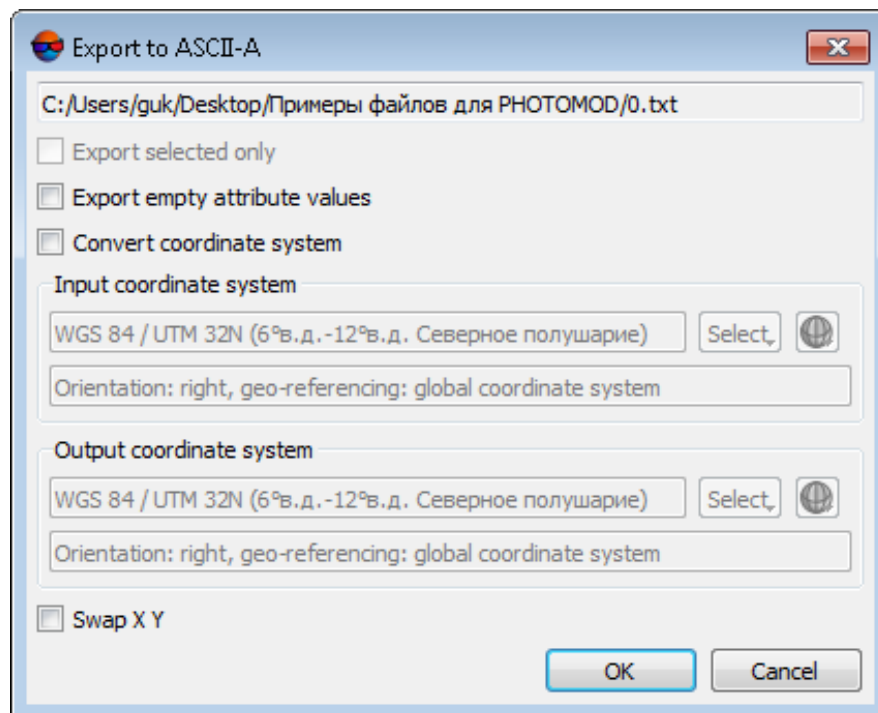 Export to ASCII-A
C:/Users/guk/Desktop/Примеры файлов для PHOTOMOD/0.txt
Export selected only
Export empty attribute values
Convert coordinate system
Input coordinate system
WGS 84 / UTM 32N (6°в.д.-12°в.д. Северное полушарие) Select
Orientation: right, geo-referencing: global coordinate system
Output coordinate system
WGS 84 / UTM 32N (6°в.д.-12°в.д. Северное полушарие) Select
Orientation: right, geo-referencing: global coordinate system
Swap X Y
OK Cancel